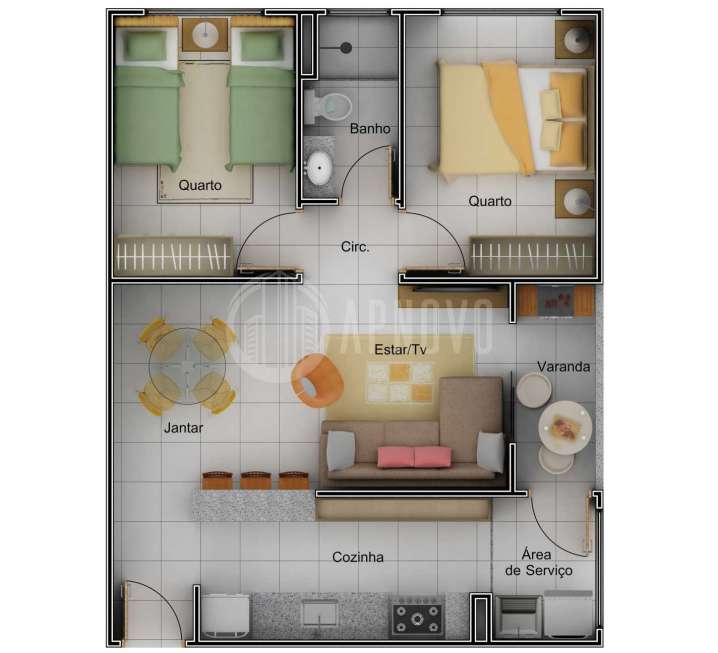 Banho
Quarto
Quarto
Circ.
APNOVO
Estar/Tv
Varanda
Jantar
Cozinha
Área
de Serviço